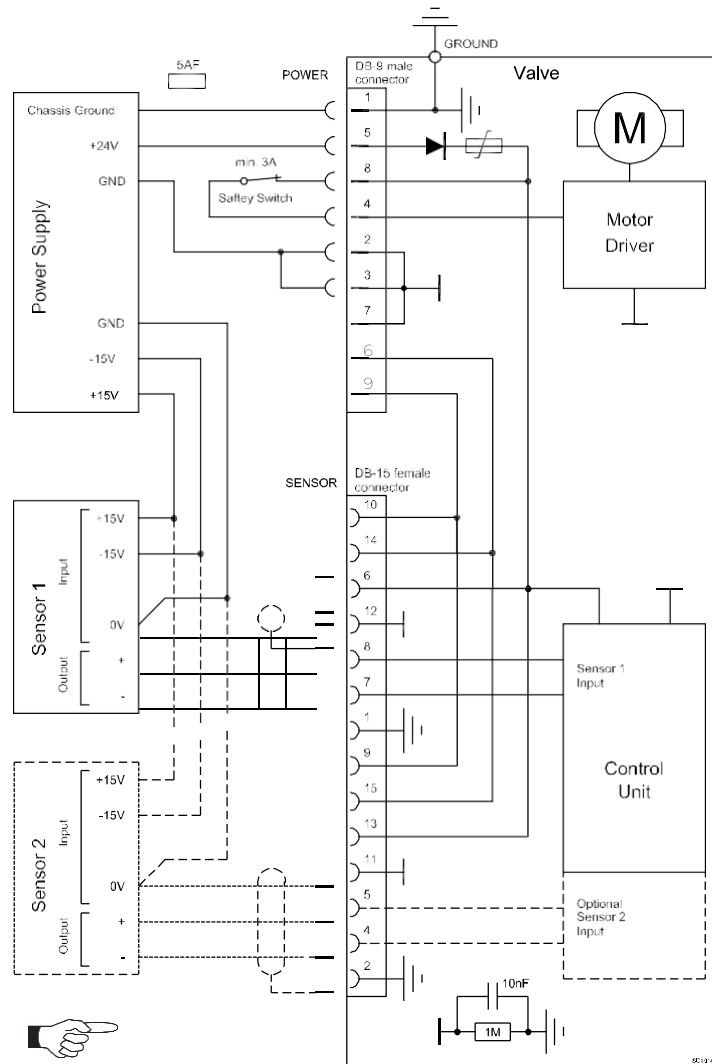 GROUND
5AF
POWER
DB-9 male
connector
Valve
Chassis Ground
1
M
+24V
5
min. 3A
GND
8
Saftey Switch
4
Motor
Driver
2
3
Power Supply
7
GND
6
-15V
9
+15V
SENSOR
DB-15 female
connector
10
+15V
14
-15V
Input
6
Sensor 1
12
0V
8
+
Sensor 1
Input
Output
7
-
1
9
+15V
Control
Unit
15
-15V
Input
13
Sensor 2
11
0V
5
+
Optional
Sensor 2
Input
Output
4
-
2
10nF
1M